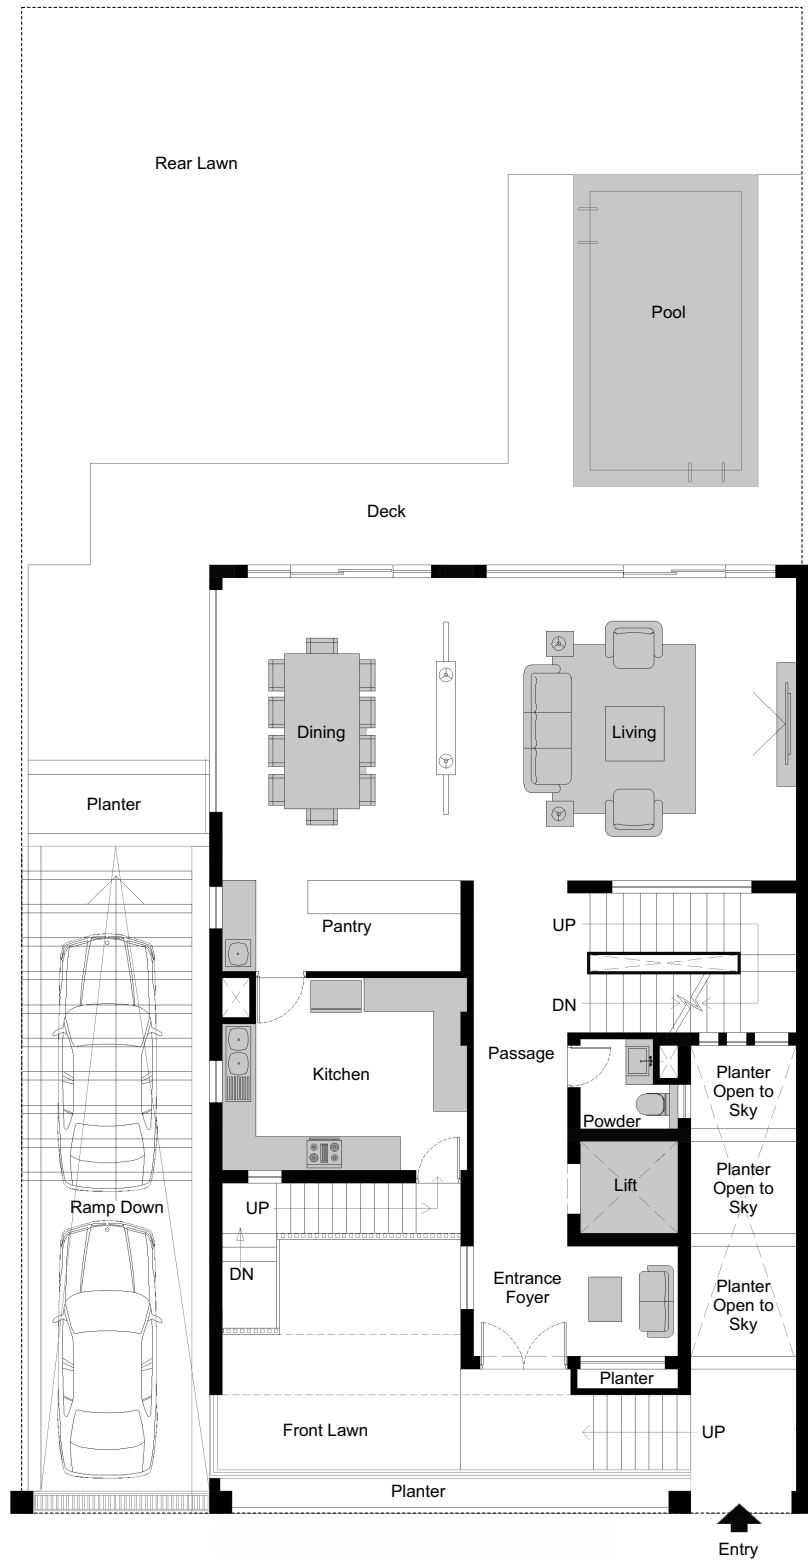 Rear Lawn
Pool
Deck
Dining
Living
Planter
Pantry
UP
DN
Passage
Kitchen
Planter
Open to
Sky
Powder
Planter
Open to
Sky
Lift
Ramp Down
UP
DN
Entrance
Foyer
Planter
Open to
Sky
Planter
Front Lawn
UP
Planter
Entry